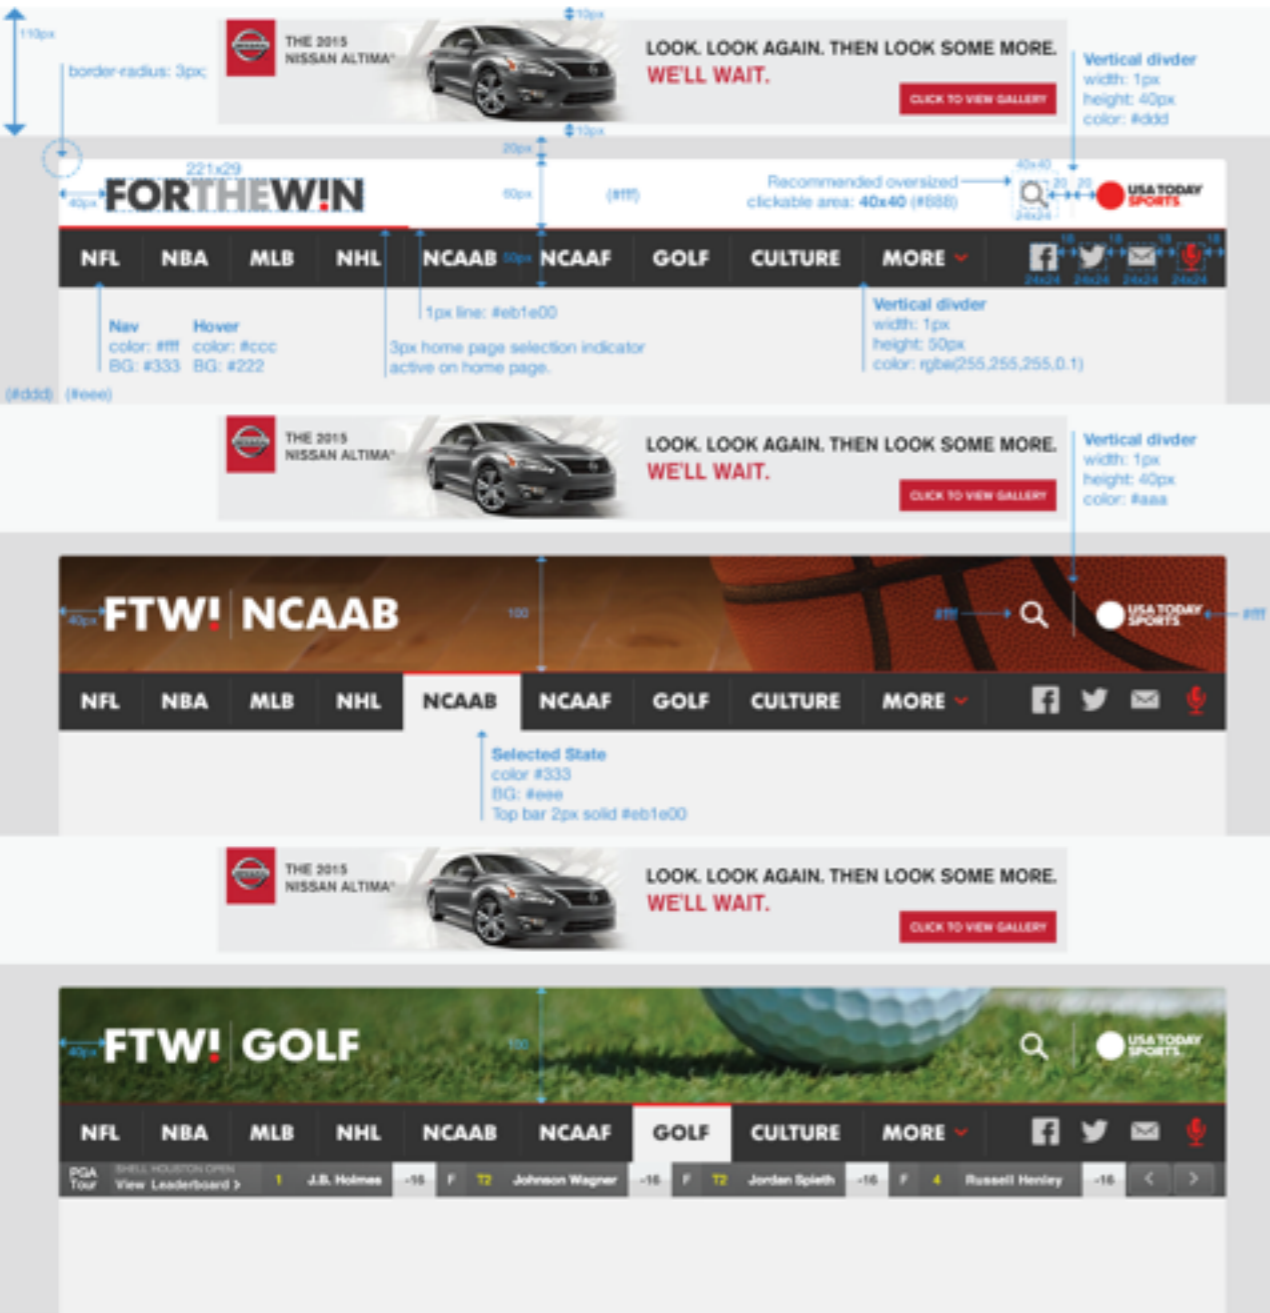 10px
110px
THE 2015
NISSAN ALTIMA®
LOOK. LOOK AGAIN. THEN LOOK SOME MORE.
WE'LL WAIT.
CLICK TO VIEW GALLERY
border-radius: 3px;
Vertical divder
width: 1px
height: 40px
color: #ddd
10px
20px
221x29
40px
FORTHEW!N
60px
(#fff)
Recommended oversized
clickable area: 40x40 (#888)
40x40
24x24
20
20
USA TODAY
SPORTS
NFL
NBA
MLB
NHL
NCAAB
50px
NCAAF
GOLF
CULTURE
MORE
18
18
18
18
24x24
24x24
24x24
24x24
Nav
color: #fff
BG: #333
Hover
color: #ccc
BG: #222
1px line: #eb1e00
3px home page selection indicator
active on home page.
Vertical divder
width: 1px
height: 50px
color: rgba(255,255,255,0.1)
(#ddd)
(#eee)
THE 2015
NISSAN ALTIMA®
LOOK. LOOK AGAIN. THEN LOOK SOME MORE.
WE'LL WAIT.
CLICK TO VIEW GALLERY
Vertical divder
width: 1px
height: 40px
color: #aaa
40px
FTW! NCAAB
100
#fff
USA TODAY
SPORTS
#fff
NFL
NBA
MLB
NHL
NCAAB
NCAAF
GOLF
CULTURE
MORE
Selected State
color #333
BG: #eee
Top bar 2px solid #eb1e00
THE 2015
NISSAN ALTIMA®
LOOK. LOOK AGAIN. THEN LOOK SOME MORE.
WE'LL WAIT.
CLICK TO VIEW GALLERY
40px
FTW! GOLF
100
USA TODAY
SPORTS
NFL
NBA
MLB
NHL
NCAAB
NCAAF
GOLF
CULTURE
MORE
PGA
Tour
SHELL HOUSTON OPEN
View Leaderboard
1 J.B. Holmes -16 F
T2 Johnson Wagner -16 F
T2 Jordan Spieth -16 F
4 Russell Henley -16